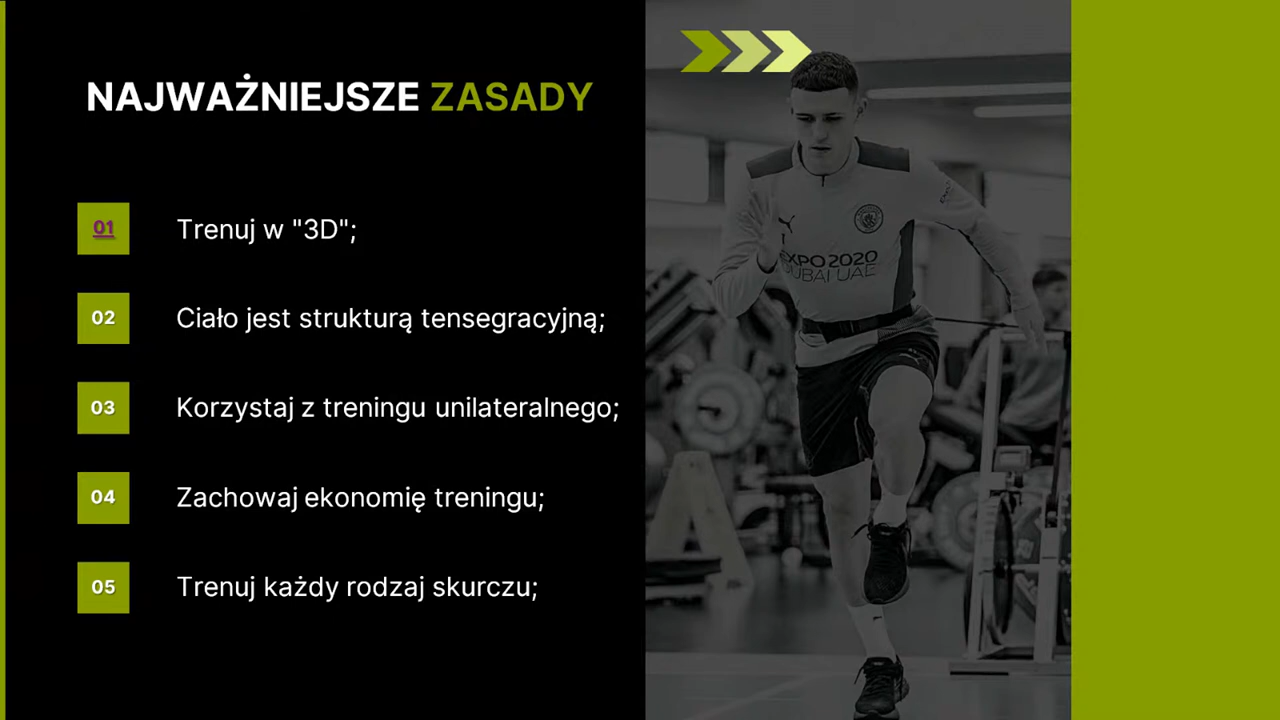 NAJWAŻNIEJSZE ZASADY
01 Trenuj w "3D";
02 Ciało jest strukturą tensegracyjną;
03 Korzystaj z treningu unilateralnego;
04 Zachowaj ekonomię treningu;
05 Trenuj każdy rodzaj skurczu;
EXPO 2020
DUBAI UAE